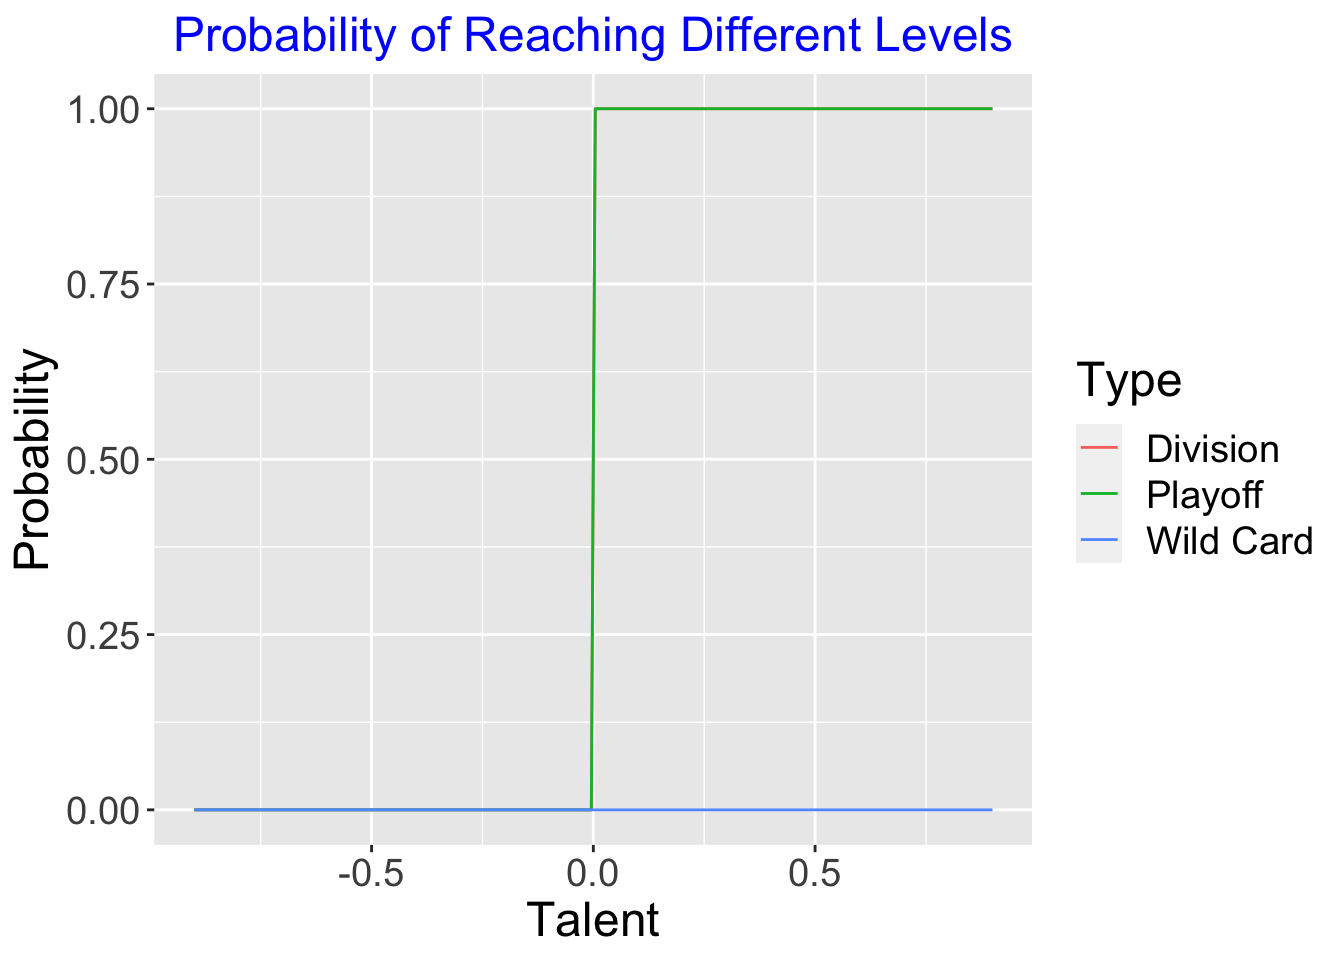 Probability of Reaching Different Levels
Probability
1.00
0.75
0.50
0.25
0.00
-0.5
0.0
0.5
Talent
Type
Division
Playoff
Wild Card